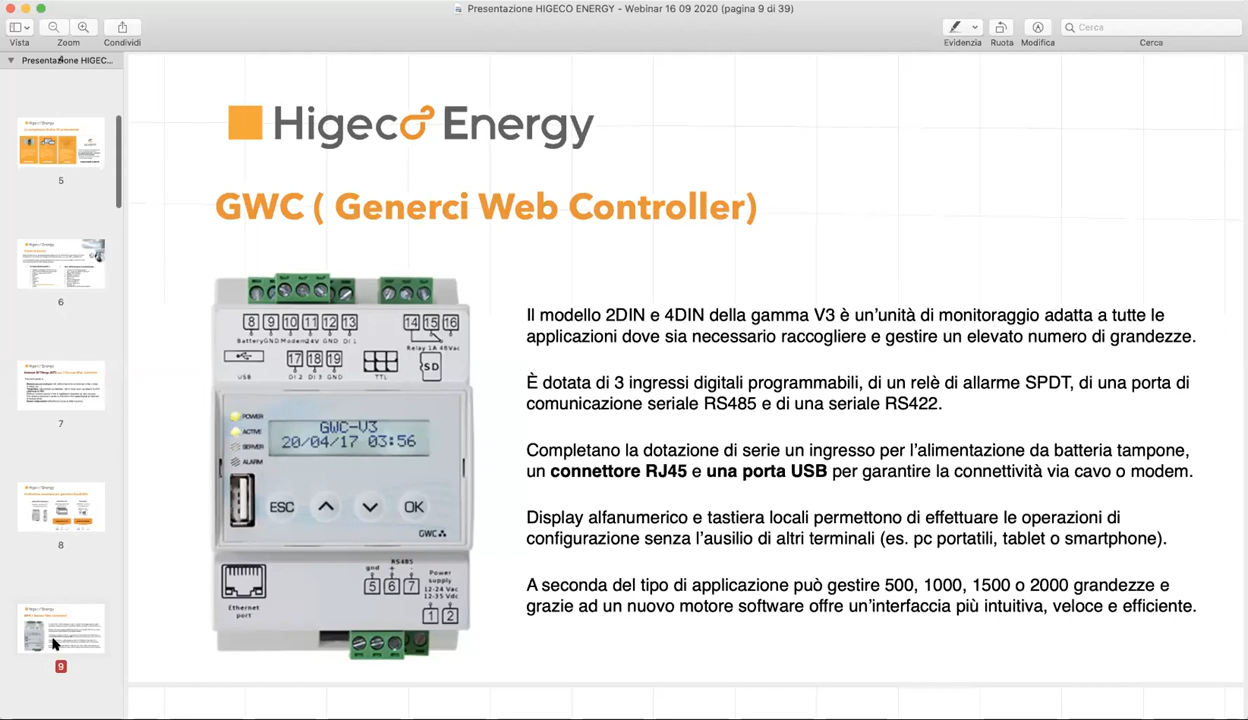 Presentazione HIGECO ENERGY - Webinar 16 09 2020 (pagina 9 di 39)
Vista
Zoom
Condividi
Evidenzia
Ruota
Modifica
Cerca
Cerca
Presentazione HIGEC...
5
6
7
8
9
Higeco Energy
GWC ( Generci Web Controller)
8 9 10 11 12 13
14 15 16
Battery GND Modem 24V GND DI 1
Relay 1A 48Vac
17 18 19
SD
USB
DI 2 DI 3 GND
TTL
POWER
ACTIVE
SERVER
ALARM
GWC-V3
20/04/17 03:56
ESC
OK
GWC
RS485
gnd + -
5 6 7
Power supply
12-24 Vac
12-35 Vdc
Ethernet port
1 2
Il modello 2DIN e 4DIN della gamma V3 è un'unità di monitoraggio adatta a tutte le
applicazioni dove sia necessario raccogliere e gestire un elevato numero di grandezze.
È dotata di 3 ingressi digitali programmabili, di un relè di allarme SPDT, di una porta di
comunicazione seriale RS485 e di una seriale RS422.
Completano la dotazione di serie un ingresso per l'alimentazione da batteria tampone,
un connettore RJ45 e una porta USB per garantire la connettività via cavo o modem.
Display alfanumerico e tastiera locali permettono di effettuare le operazioni di
configurazione senza l'ausilio di altri terminali (es. pc portatili, tablet o smartphone).
A seconda del tipo di applicazione può gestire 500, 1000, 1500 o 2000 grandezze e
grazie ad un nuovo motore software offre un'interfaccia più intuitiva, veloce e efficiente.